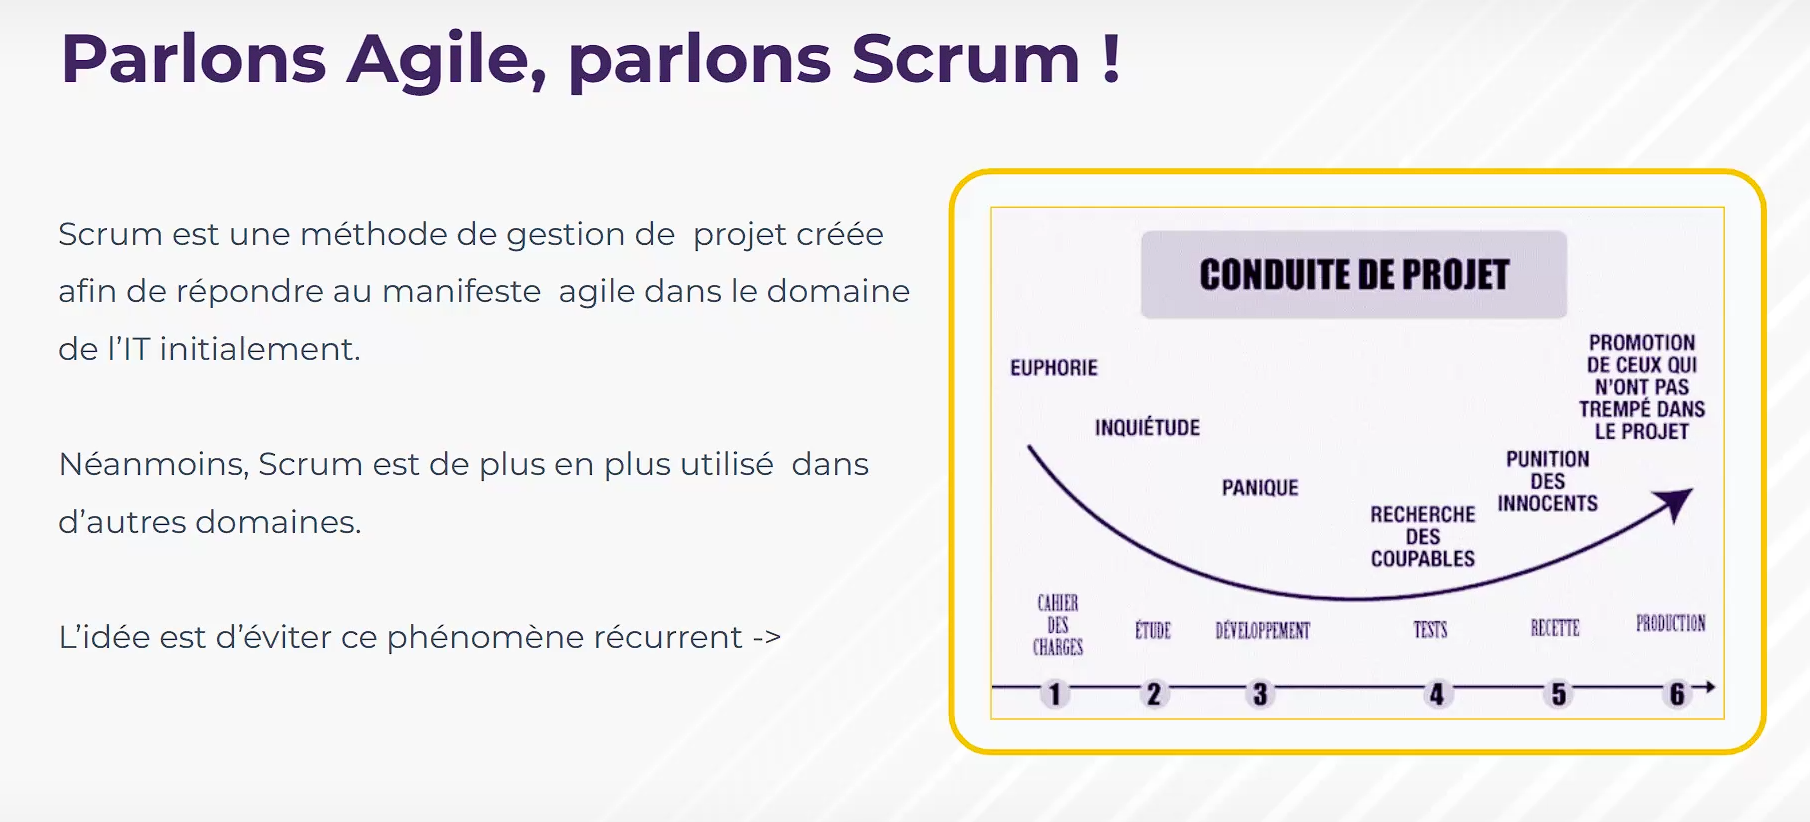 Parlons Agile, parlons Scrum !
Scrum est une méthode de gestion de  projet créée
afin de répondre au manifeste  agile dans le domaine
de l’IT initialement.
Néanmoins, Scrum est de plus en plus utilisé  dans
d’autres domaines.
L’idée est d’éviter ce phénomène récurrent ->
CONDUITE DE PROJET
EUPHORIE
INQUIÉTUDE
PANIQUE
RECHERCHE
DES
COUPABLES
PUNITION
DES
INNOCENTS
PROMOTION
DE CEUX QUI
N'ONT PAS
TREMPÉ DANS
LE PROJET
CAHIER
DES
CHARGES
ÉTUDE
DÉVELOPPEMENT
TESTS
RECETTE
PRODUCTION
1
2
3
4
5
6